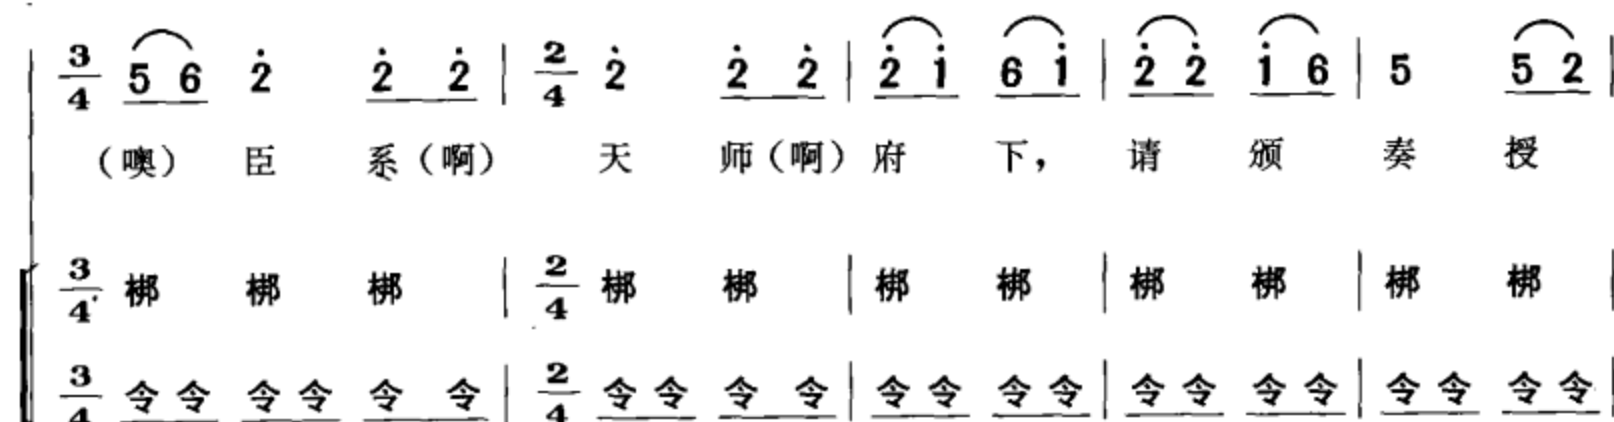 3/4 5 6 2̇ 2̇ 2̇ | 2/4 2̇ 2̇ 2̇ | 2̇ 1̇ 6 1̇ | 2̇ 2̇ 1̇ 6 | 5 5 2 |
（噢） 臣 系（啊） 天 师（啊）府 下， 请 颁 奏 授
3/4 梆 梆 梆 | 2/4 梆 梆 | 梆 梆 | 梆 梆 | 梆 梆 |
3/4 令 令 令 令 令 令 | 2/4 令 令 令 令 | 令 令 令 令 | 令 令 令 令 | 令 令 令 令 |